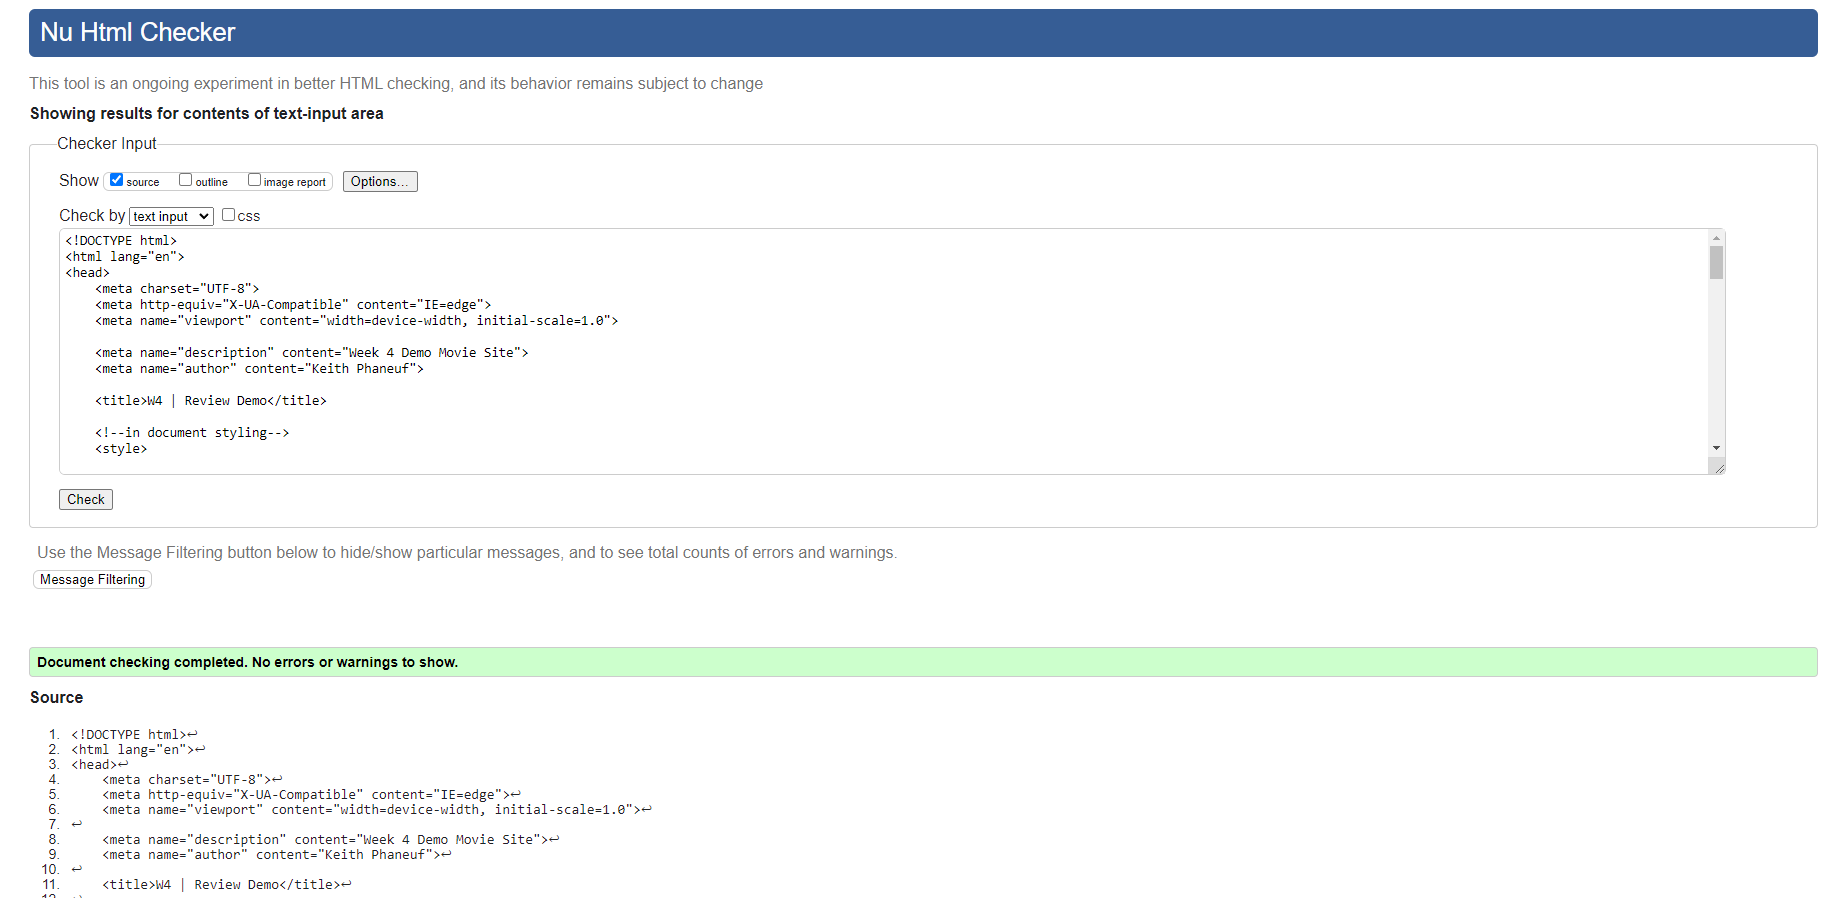 Nu Html Checker
This tool is an ongoing experiment in better HTML checking, and its behavior remains subject to change
Showing results for contents of text-input area
Checker Input
Show source outline image report Options...
Check by text input css
<!DOCTYPE html>
<html lang="en">
<head>
    <meta charset="UTF-8">
    <meta http-equiv="X-UA-Compatible" content="IE=edge">
    <meta name="viewport" content="width=device-width, initial-scale=1.0">
    <meta name="description" content="Week 4 Demo Movie Site">
    <meta name="author" content="Keith Phaneuf">
    <title>W4 | Review Demo</title>
    <!--in document styling-->
    <style>
Check
Use the Message Filtering button below to hide/show particular messages, and to see total counts of errors and warnings.
Message Filtering
Document checking completed. No errors or warnings to show.
Source
1. <!DOCTYPE html>↩
2. <html lang="en">↩
3. <head>↩
4.     <meta charset="UTF-8">↩
5.     <meta http-equiv="X-UA-Compatible" content="IE=edge">↩
6.     <meta name="viewport" content="width=device-width, initial-scale=1.0">↩
7. ↩
8.     <meta name="description" content="Week 4 Demo Movie Site">↩
9.     <meta name="author" content="Keith Phaneuf">↩
10. ↩
11.     <title>W4 | Review Demo</title>↩